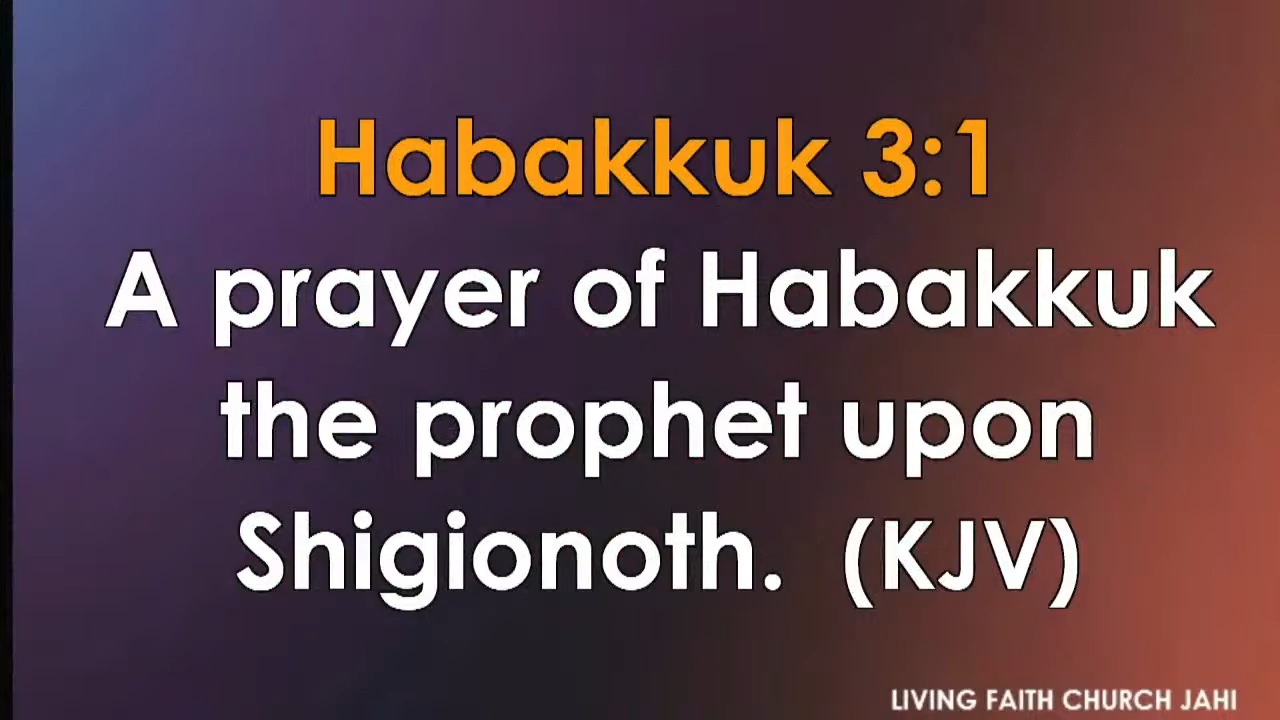 Habakkuk 3:1
A prayer of Habakkuk
the prophet upon
Shigionoth. (KJV)
LIVING FAITH CHURCH JAHI